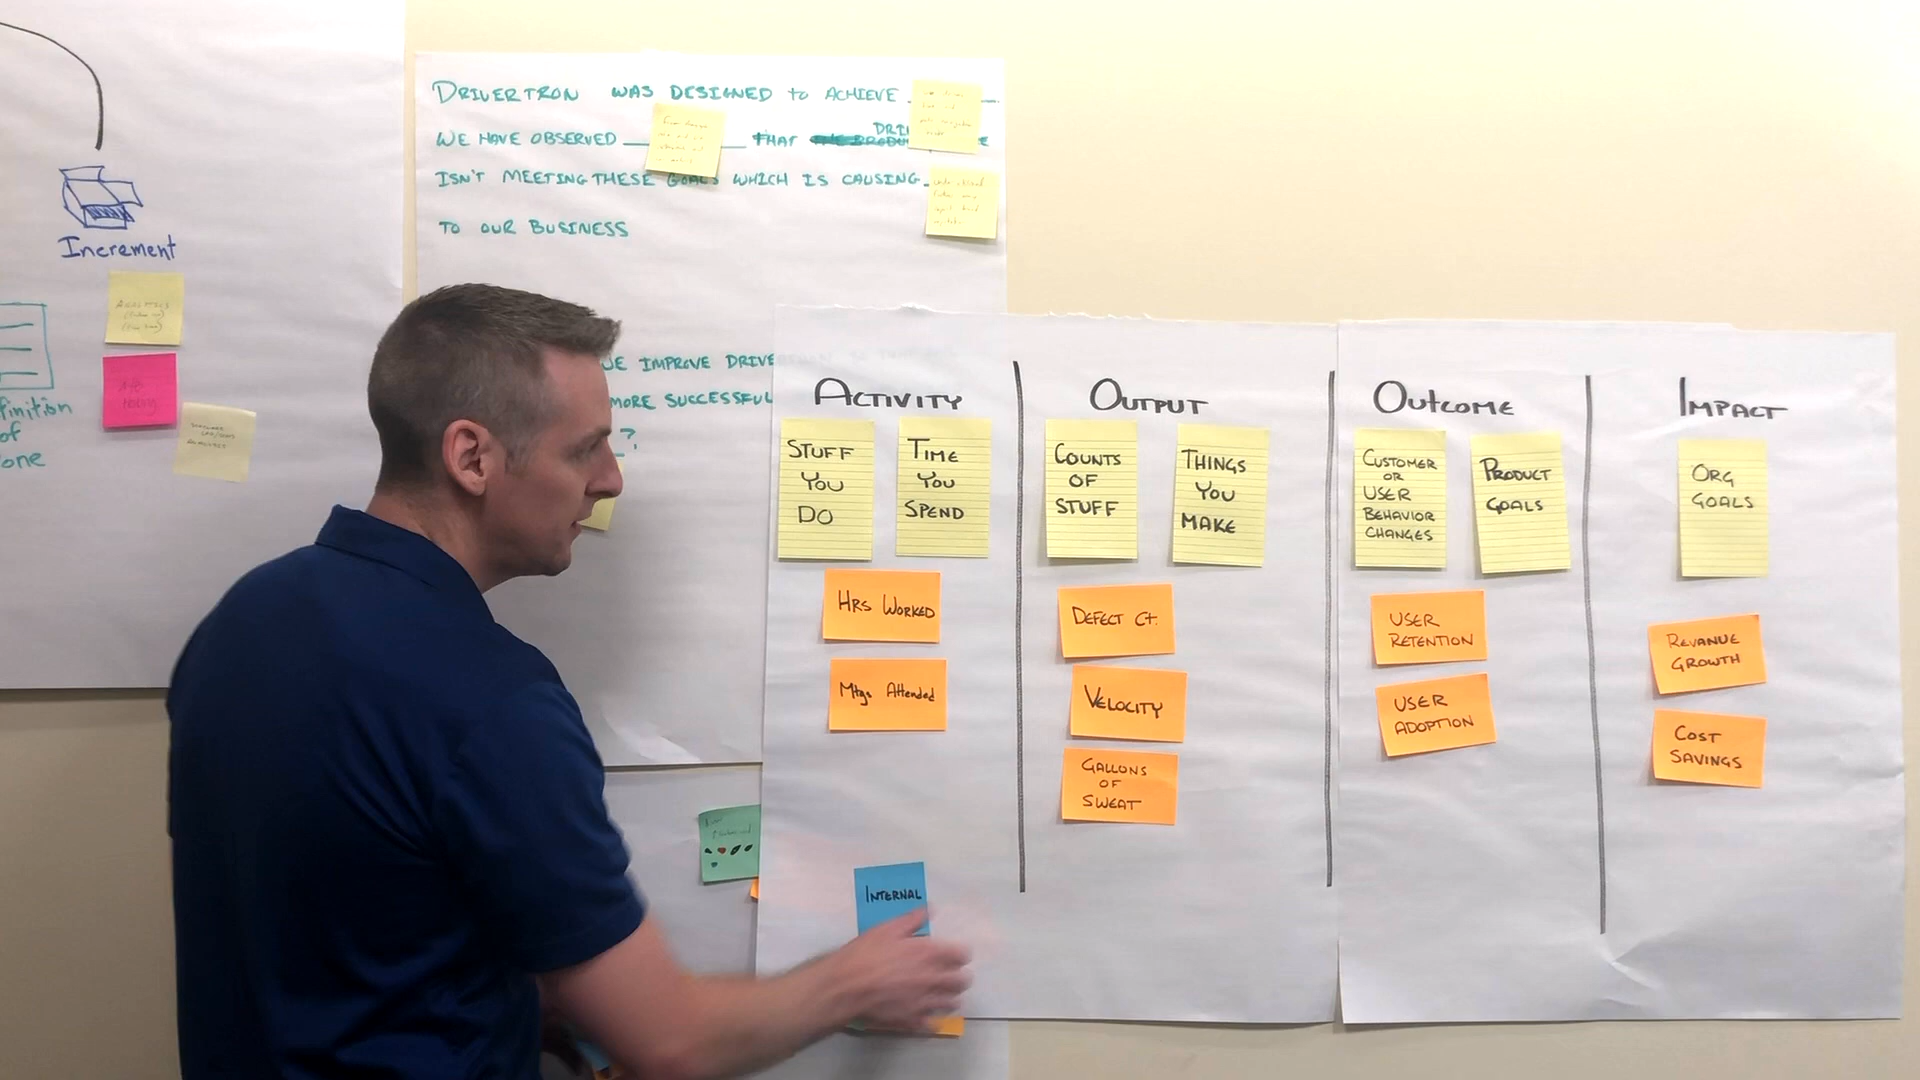 DRIVERTRON WAS DESIGNED TO ACHIEVE
WE HAVE OBSERVED THAT
ISN'T MEETING THESE GOALS WHICH IS CAUSING
TO OUR BUSINESS
Increment
finition
of
one
WE IMPROVE DRIVE
MORE SUCCESSFUL
?
ACTIVITY
STUFF
YOU
DO
TIME
YOU
SPEND
HRS WORKED
Mtgs Attended
INTERNAL
OUTPUT
COUNTS
OF
STUFF
THINGS
YOU
MAKE
DEFECT CT.
VELOCITY
GALLONS
OF
SWEAT
OUTCOME
CUSTOMER
OR
USER
BEHAVIOR
CHANGES
PRODUCT
GOALS
USER
RETENTION
USER
ADOPTION
IMPACT
ORG
GOALS
REVANUE
GROWTH
COST
SAVINGS